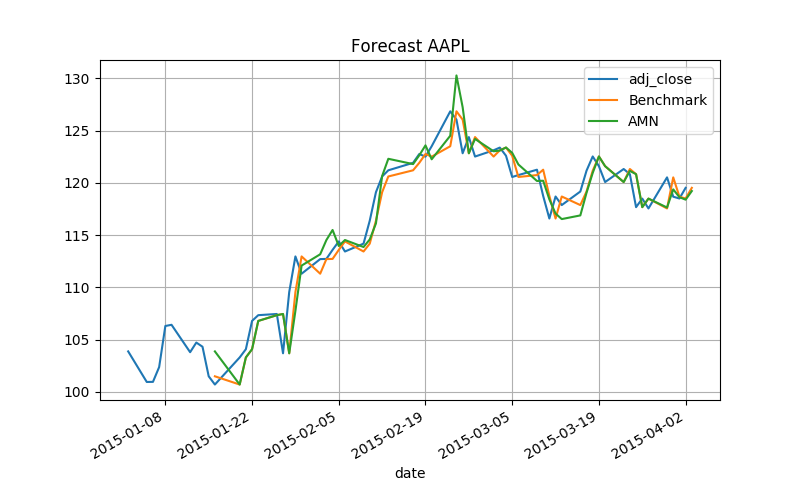 Forecast AAPL
adj_close
Benchmark
AMN
130
125
120
115
110
105
100
2015-01-08
2015-01-22
2015-02-05
2015-02-19
2015-03-05
2015-03-19
2015-04-02
date